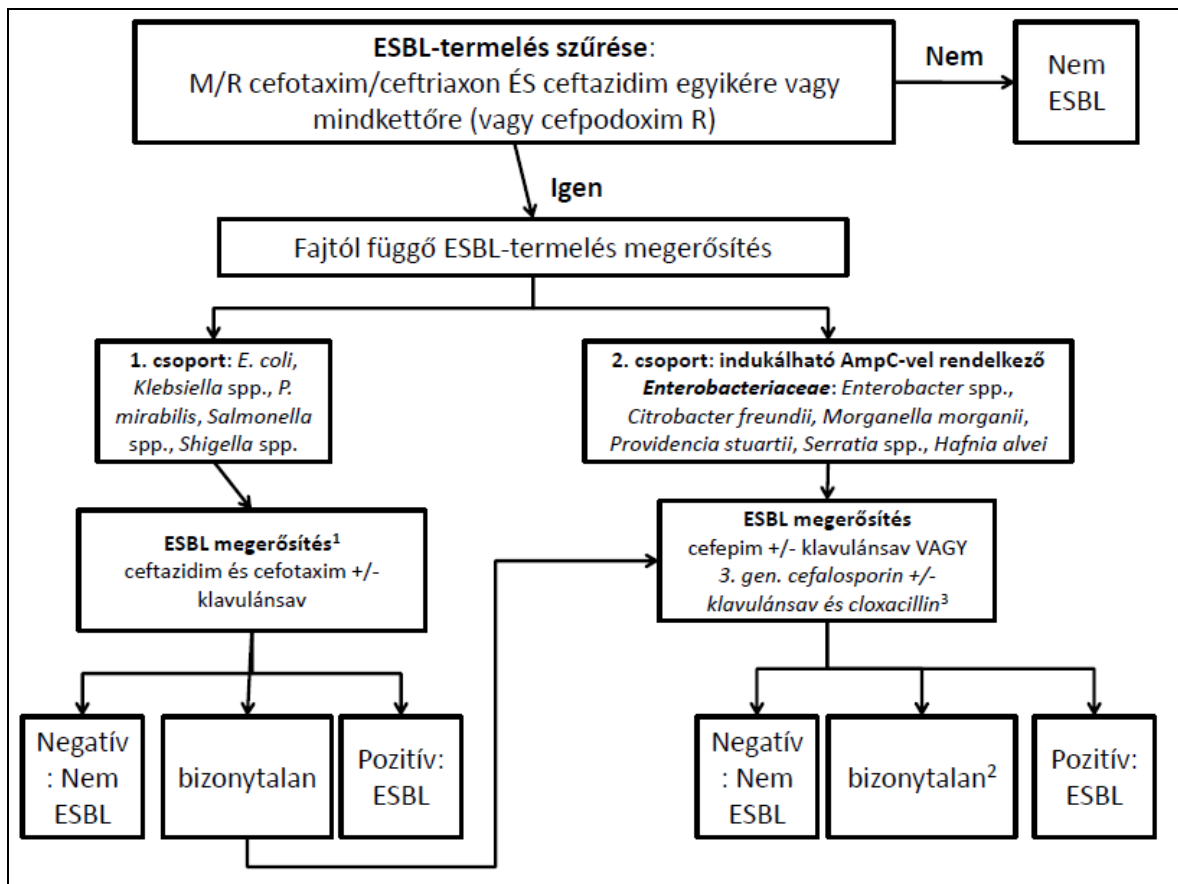 ESBL-termelés szűrése:
M/R cefotaxim/ceftriaxon ÉS ceftazidim egyikére vagy
mindkettőre (vagy cefpodoxim R)
Nem
Nem
ESBL
Igen
Fajtól függő ESBL-termelés megerősítés
1. csoport: E. coli,
Klebsiella spp., P.
mirabilis, Salmonella
spp., Shigella spp.
2. csoport: indukálható AmpC-vel rendelkező
Enterobacteriaceae: Enterobacter spp.,
Citrobacter freundii, Morganella morganii,
Providencia stuartii, Serratia spp., Hafnia alvei
ESBL megerősítés¹
ceftazidim és cefotaxim +/-
klavulánsav
ESBL megerősítés
cefepim +/- klavulánsav VAGY
3. gen. cefalosporin +/-
klavulánsav és cloxacillin³
Negatív
: Nem
ESBL
bizonytalan
Pozitív:
ESBL
Negatív
: Nem
ESBL
bizonytalan²
Pozitív:
ESBL